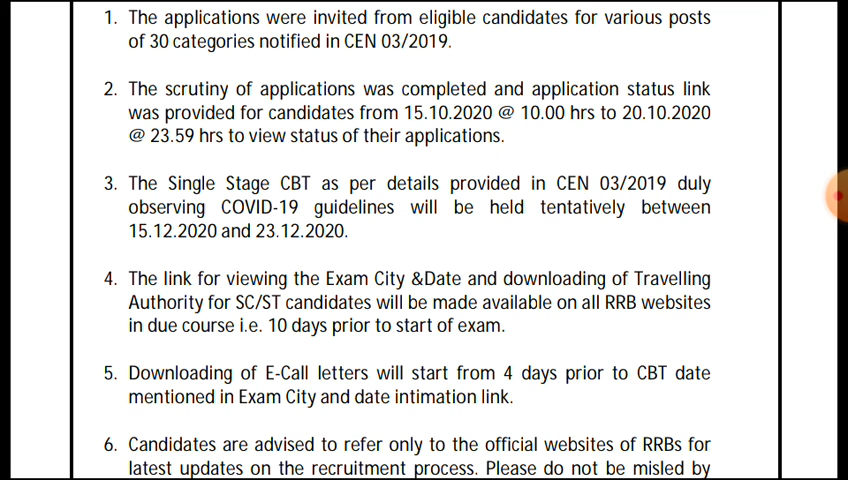 1. The applications were invited from eligible candidates for various posts
of 30 categories notified in CEN 03/2019.
2. The scrutiny of applications was completed and application status link
was provided for candidates from 15.10.2020 @ 10.00 hrs to 20.10.2020
@ 23.59 hrs to view status of their applications.
3. The Single Stage CBT as per details provided in CEN 03/2019 duly
observing COVID-19 guidelines will be held tentatively between
15.12.2020 and 23.12.2020.
4. The link for viewing the Exam City &Date and downloading of Travelling
Authority for SC/ST candidates will be made available on all RRB websites
in due course i.e. 10 days prior to start of exam.
5. Downloading of E-Call letters will start from 4 days prior to CBT date
mentioned in Exam City and date intimation link.
6. Candidates are advised to refer only to the official websites of RRBs for
latest updates on the recruitment process. Please do not be misled by